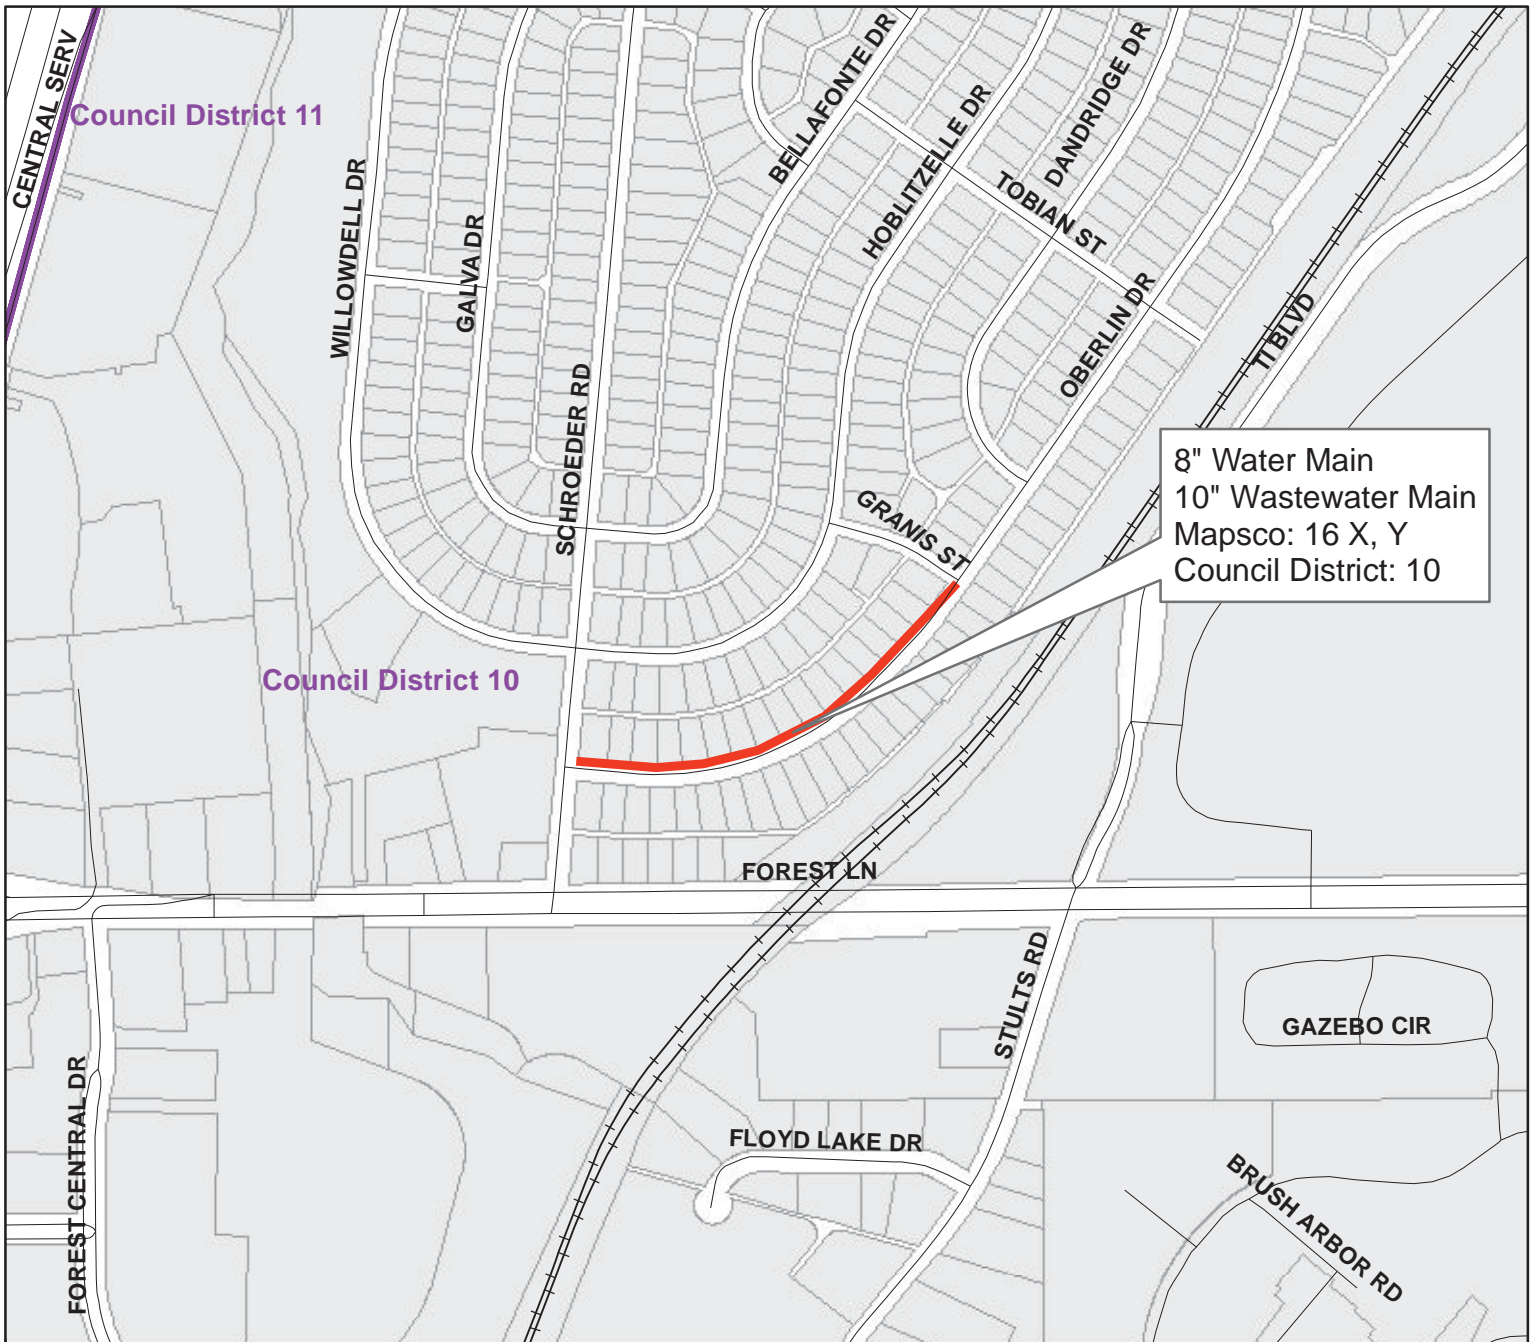 CENTRAL SERV
Council District 11
BELLAFONTE DR
DANDRIDGE DR
HOBLITZELLE DR
WILLOWDELL DR
TOBIAN ST
GALVA DR
OBERLIN DR
TI BLVD
SCHROEDER RD
8" Water Main
10" Wastewater Main
Mapsco: 16 X, Y
Council District: 10
GRANIS ST
Council District 10
FOREST LN
STULTS RD
GAZEBO CIR
FOREST CENTRAL DR
FLOYD LAKE DR
BRUSH ARBOR RD